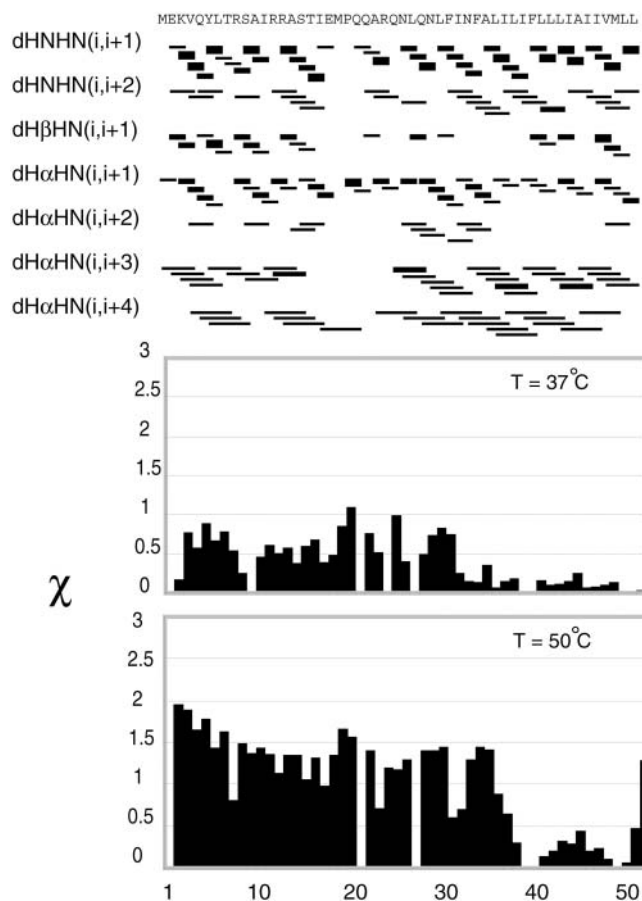 MEKVQYLTRSAIRRASTIEMPQQARQNLQNLFINFALILIFLLLIAIIVMLL
dHNHN(i,i+1)
dHNHN(i,i+2)
dHβHN(i,i+1)
dHαHN(i,i+1)
dHαHN(i,i+2)
dHαHN(i,i+3)
dHαHN(i,i+4)
3
T = 37°C
2.5
2
1.5
1
0.5
0
χ
3
T = 50°C
2.5
2
1.5
1
0.5
0
1 10 20 30 40 50